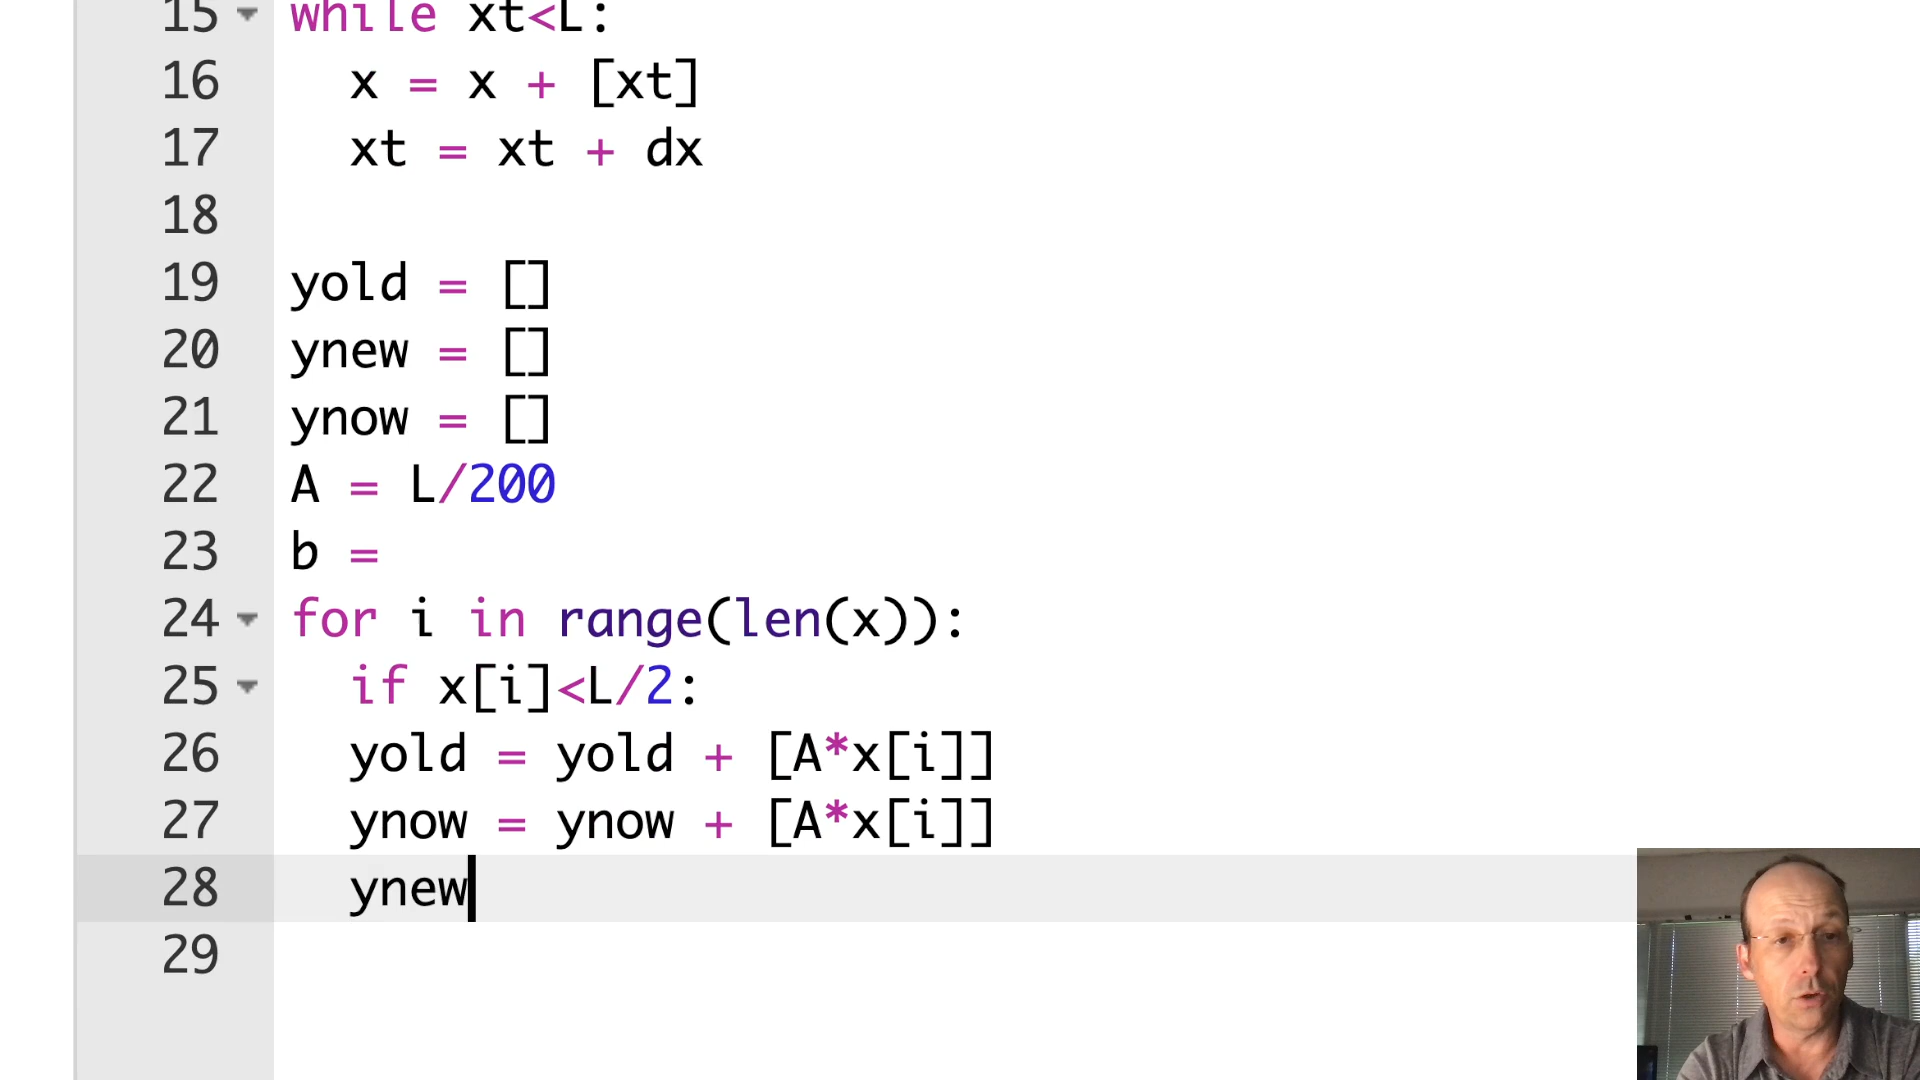 15 while xt<L:
16 x = x + [xt]
17 xt = xt + dx
18
19 yold = []
20 ynew = []
21 ynow = []
22 A = L/200
23 b =
24 for i in range(len(x)):
25 if x[i]<L/2:
26 yold = yold + [A*x[i]]
27 ynow = ynow + [A*x[i]]
28 ynew
29